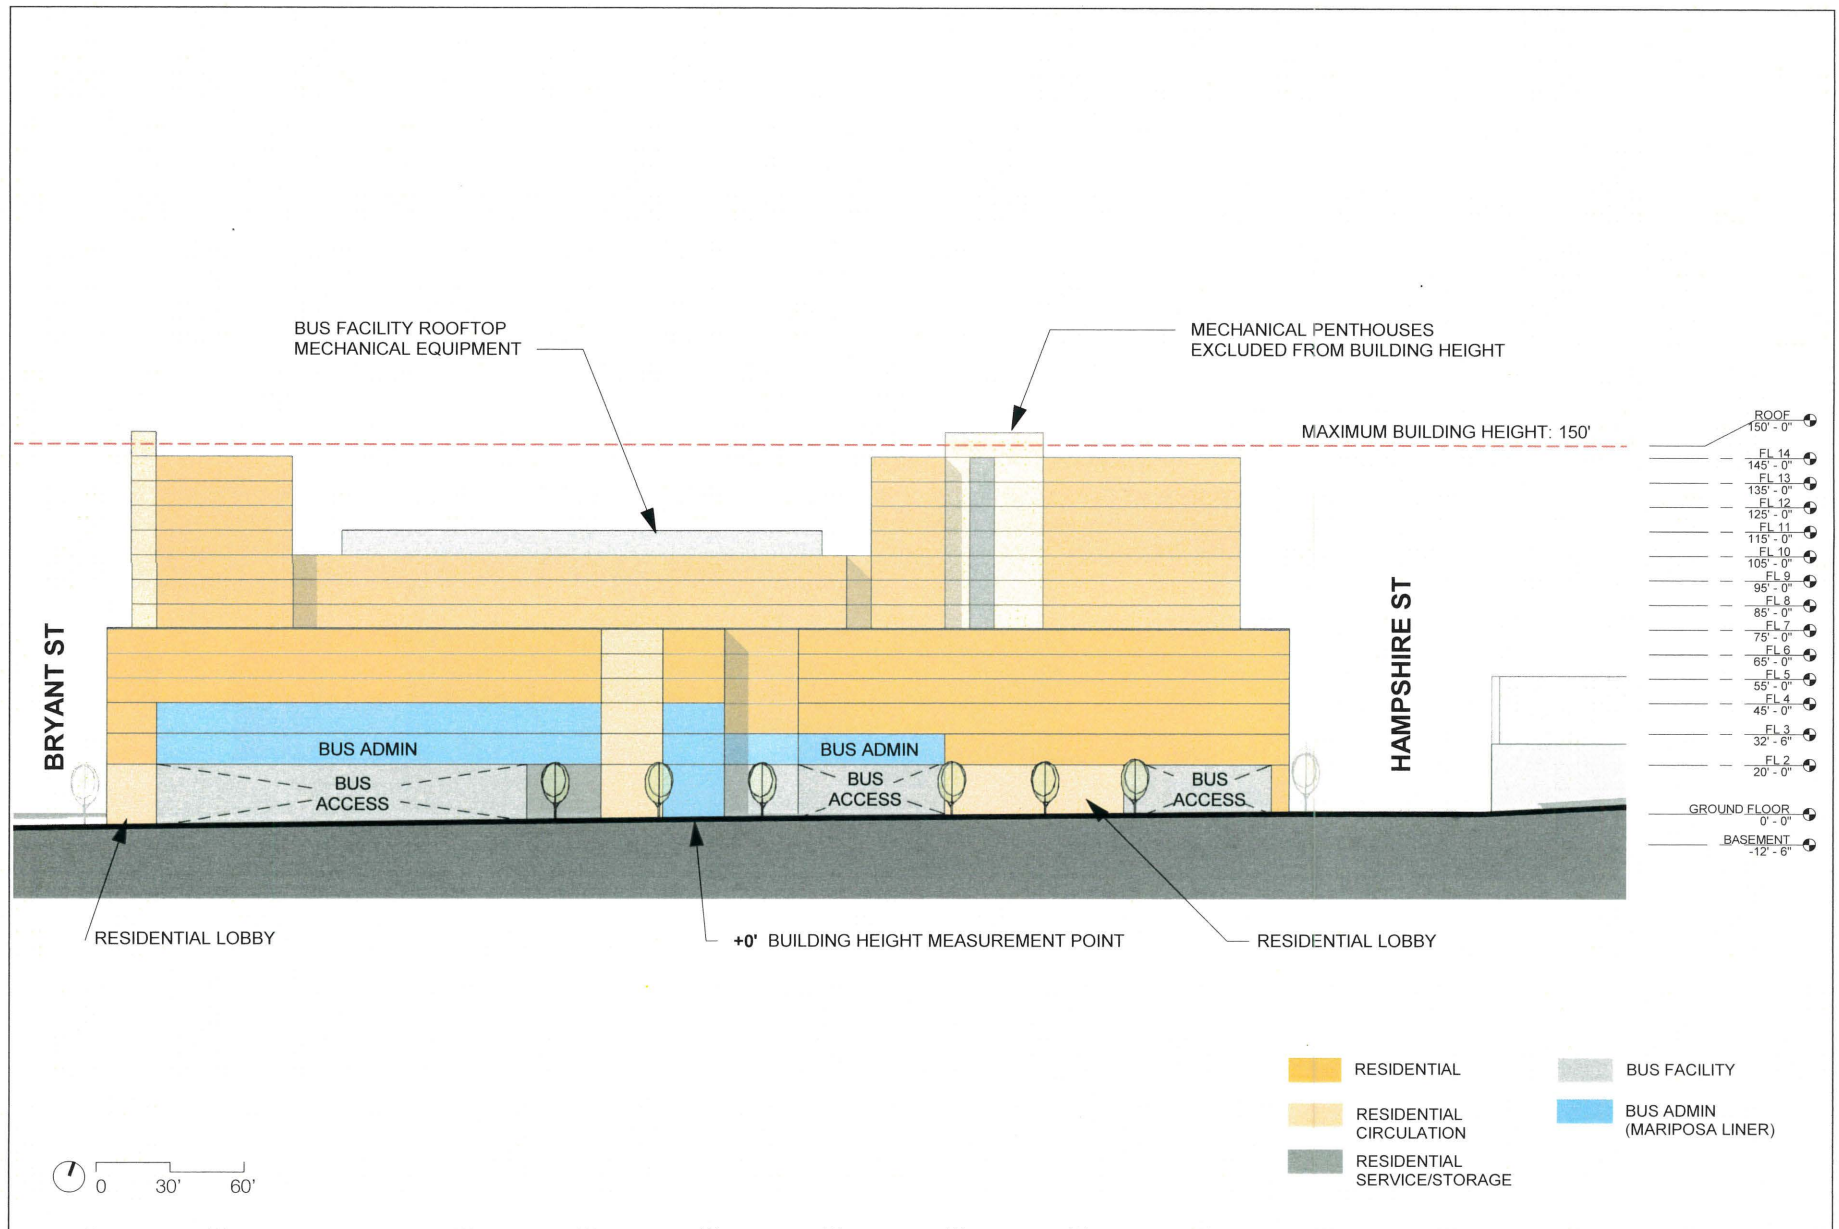 BUS FACILITY ROOFTOP
MECHANICAL EQUIPMENT
MECHANICAL PENTHOUSES
EXCLUDED FROM BUILDING HEIGHT
MAXIMUM BUILDING HEIGHT: 150'
ROOF
150' - 0"
FL 14
145' - 0"
FL 13
135' - 0"
FL 12
125' - 0"
FL 11
115' - 0"
FL 10
105' - 0"
FL 9
95' - 0"
FL 8
85' - 0"
FL 7
75' - 0"
FL 6
65' - 0"
FL 5
55' - 0"
FL 4
45' - 0"
FL 3
32' - 6"
FL 2
20' - 0"
GROUND FLOOR
0' - 0"
BASEMENT
-12' - 6"
BRYANT ST
HAMPSHIRE ST
BUS ADMIN
BUS ADMIN
BUS
ACCESS
BUS
ACCESS
BUS
ACCESS
RESIDENTIAL LOBBY
+0' BUILDING HEIGHT MEASUREMENT POINT
RESIDENTIAL LOBBY
RESIDENTIAL
RESIDENTIAL
CIRCULATION
RESIDENTIAL
SERVICE/STORAGE
BUS FACILITY
BUS ADMIN
(MARIPOSA LINER)
0 30' 60'